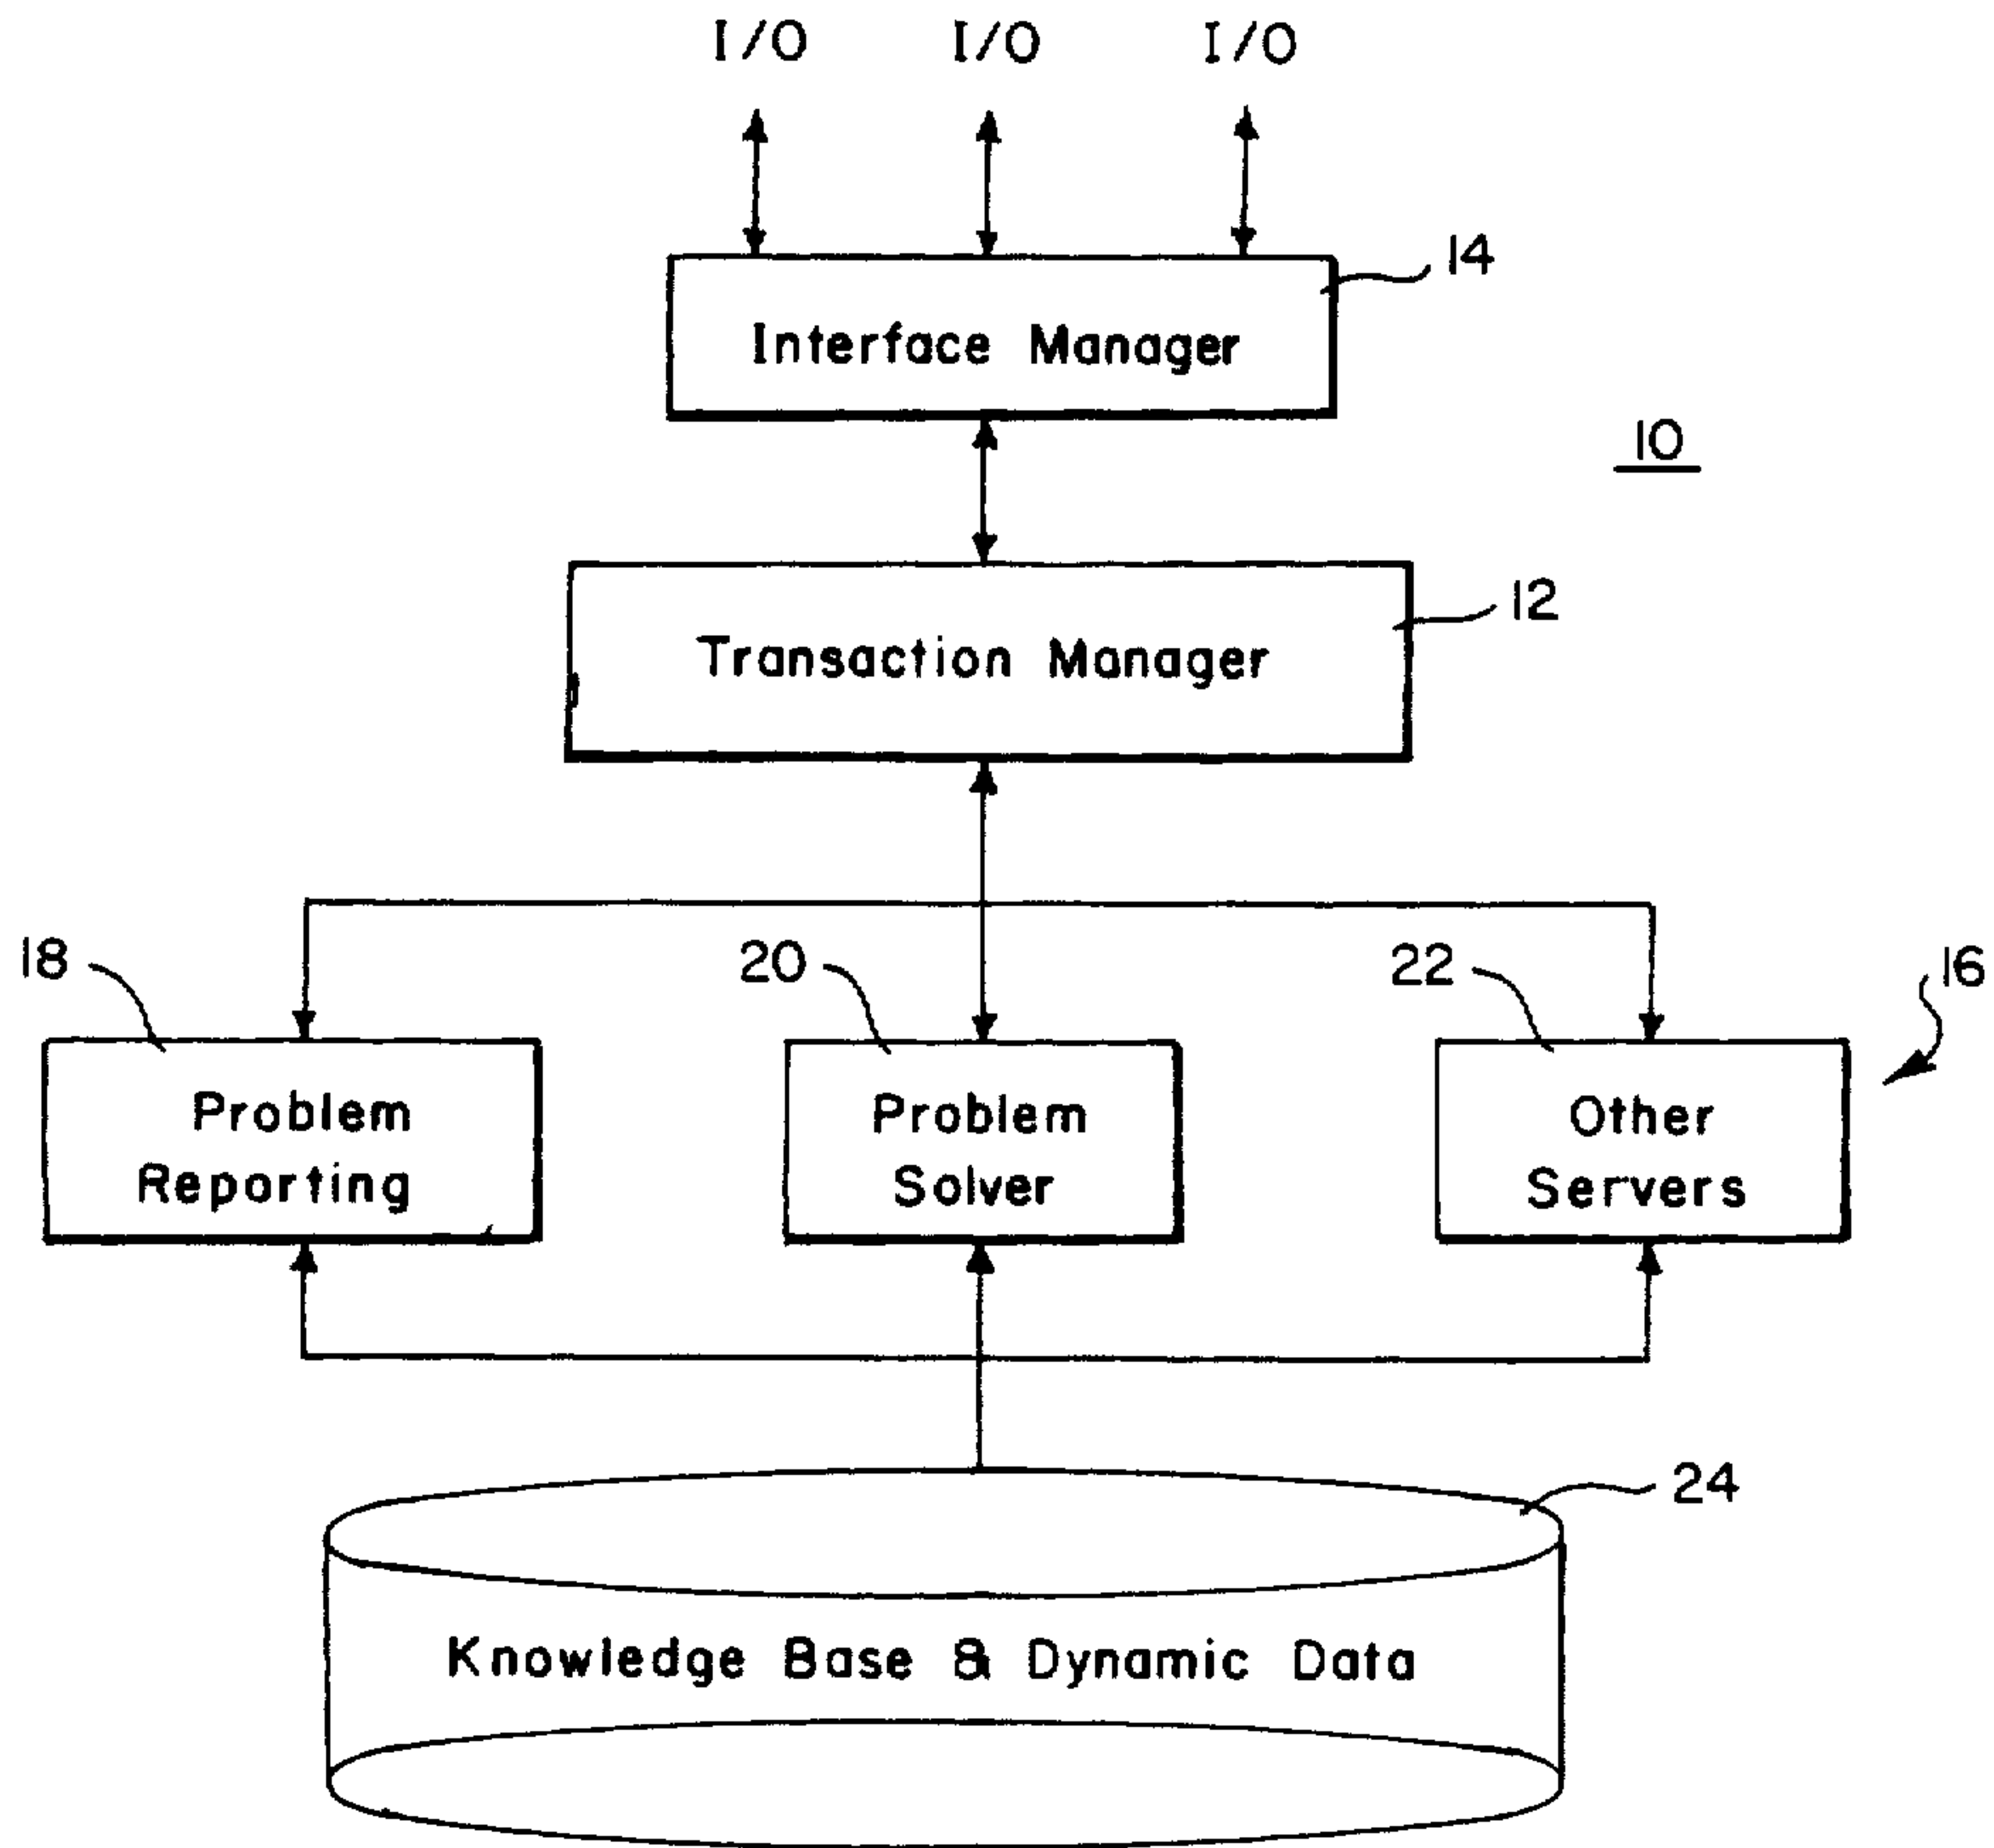 I/O I/O I/O
14
Interface Manager
10
12
Transaction Manager
18 20 22 16
Problem
Reporting
Problem
Solver
Other
Servers
24
Knowledge Base & Dynamic Data